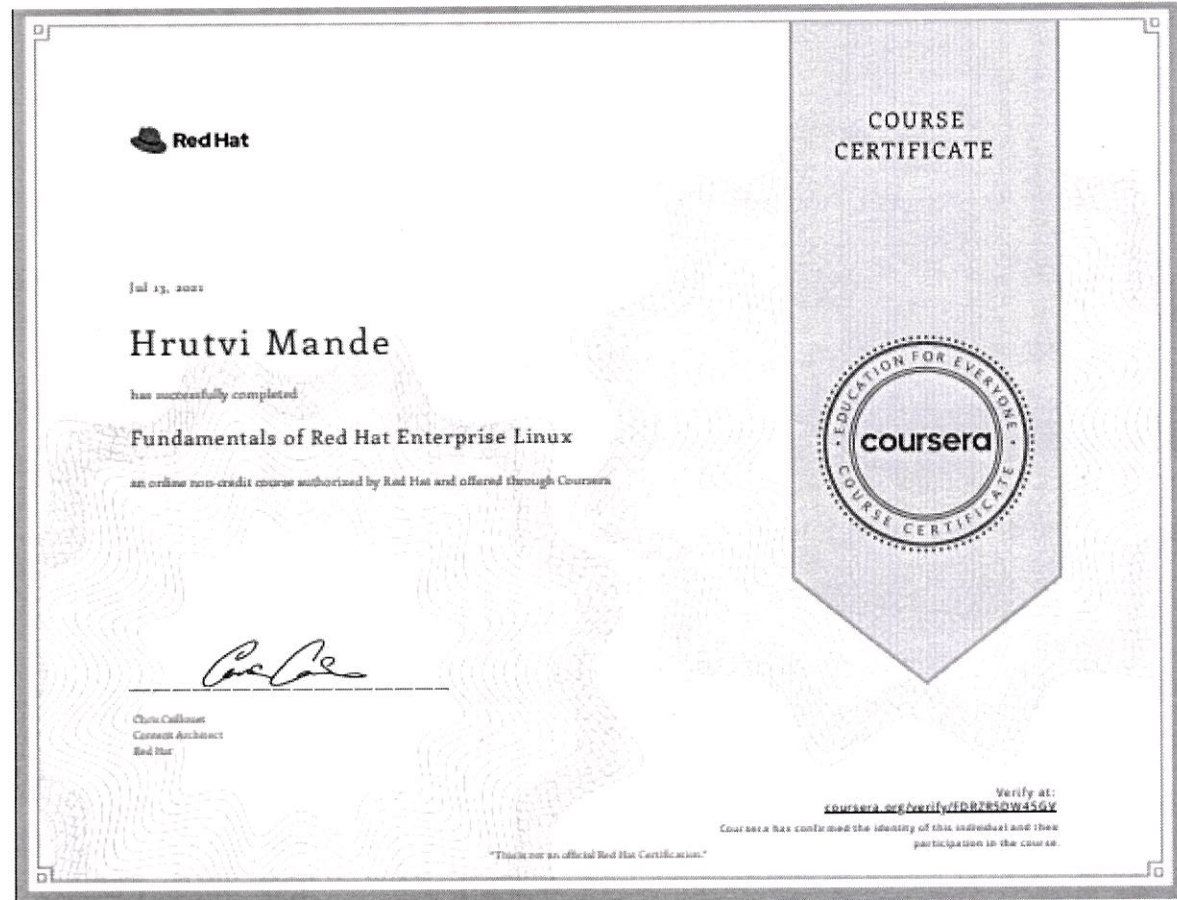 Red Hat
COURSE
CERTIFICATE
Jul 13, 2021
Hrutvi Mande
has successfully completed
Fundamentals of Red Hat Enterprise Linux
an online non-credit course authorized by Red Hat and offered through Coursera
EDUCATION FOR EVERYONE
coursera
COURSE CERTIFICATE
Chris Caillouet
Content Architect
Red Hat
Verify at:
coursera.org/verify/
Coursera has confirmed the identity of this individual and their
participation in the course.
"This is not an official Red Hat Certification."